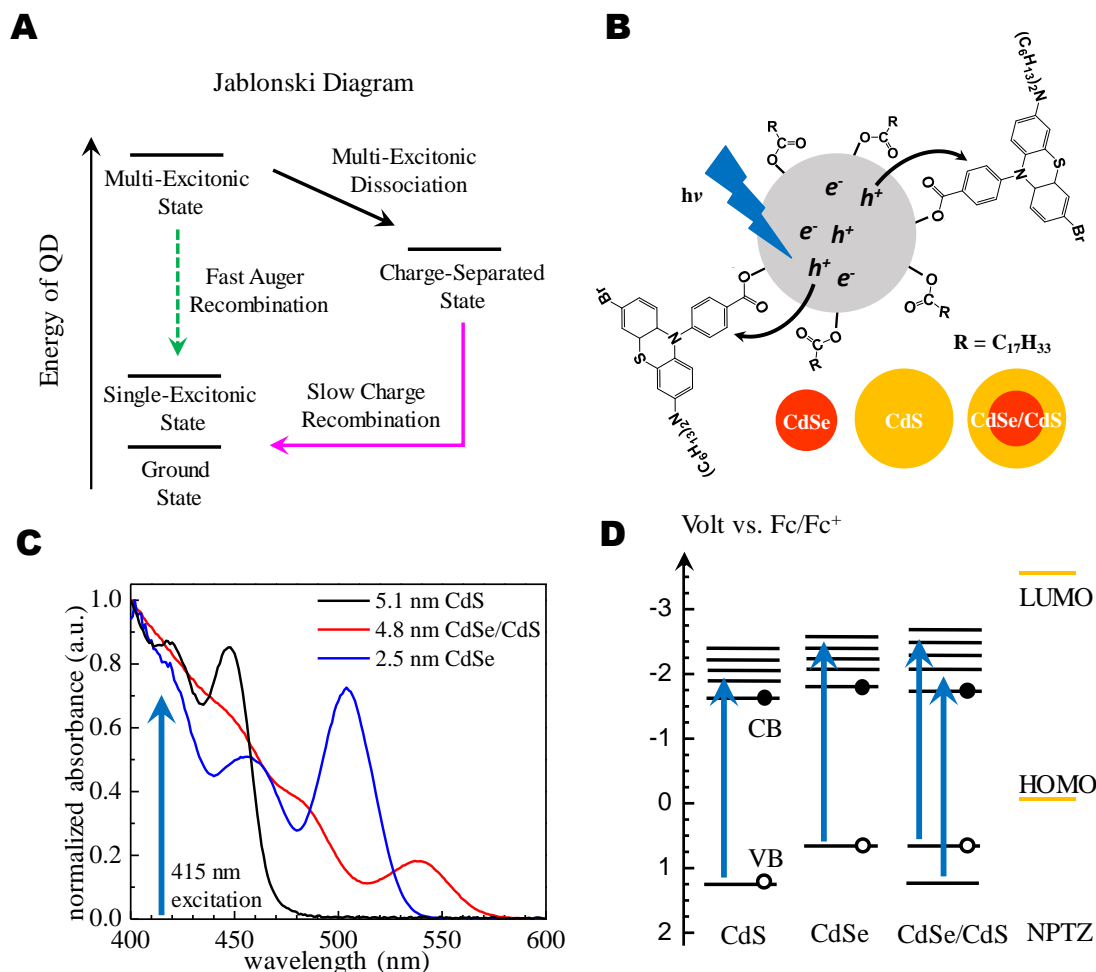 A
Jablonski Diagram
Energy of QD
Multi-Excitonic
State
Multi-Excitonic
Dissociation
Fast Auger
Recombination
Charge-Separated
State
Single-Excitonic
State
Slow Charge
Recombination
Ground
State
B
(C6H13)2N
R
O
O
R
O
O
hν
e-
h+
e-
h+
h+
e-
O
O
N
S
Br
O
O
Br
N
S
(C6H13)2N
O
O
R
O
O
R
R = C17H33
CdSe
CdS
CdSe/CdS
C
normalized absorbance (a.u.)
1.0
0.8
0.6
0.4
0.2
0.0
5.1 nm CdS
4.8 nm CdSe/CdS
2.5 nm CdSe
415 nm
excitation
400 450 500 550 600
wavelength (nm)
D
Volt vs. Fc/Fc+
-3
-2
-1
0
1
2
LUMO
CB
HOMO
VB
CdS CdSe CdSe/CdS NPTZ